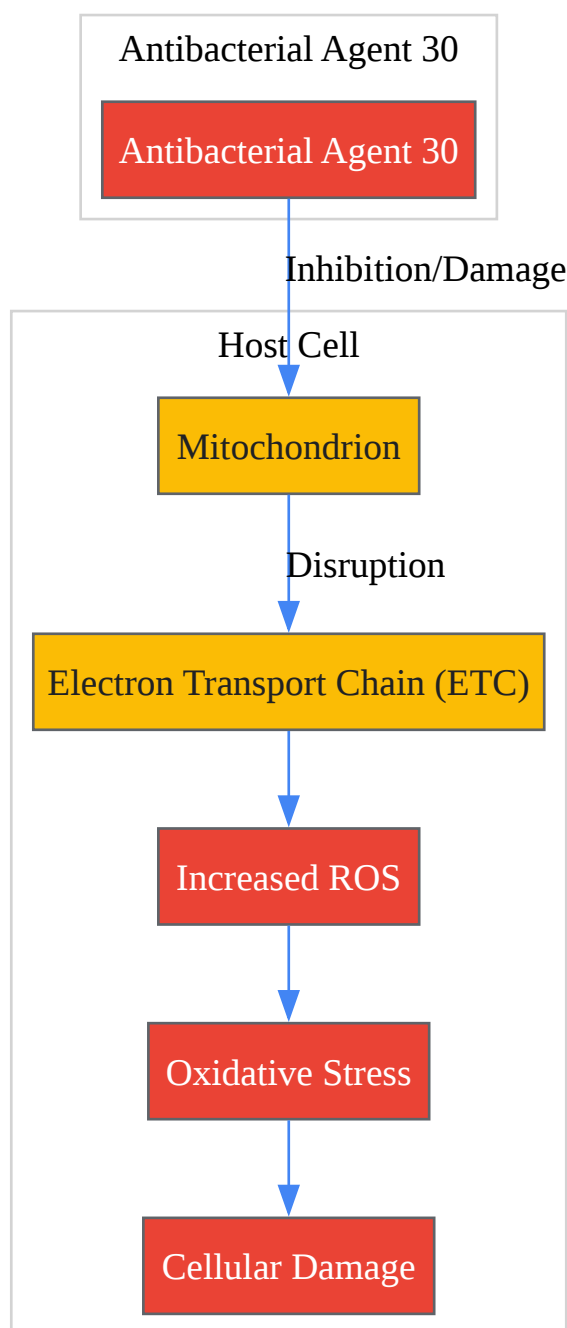 Antibacterial Agent 30
Antibacterial Agent 30
Inhibition/Damage
Host Cell
Mitochondrion
Disruption
Electron Transport Chain (ETC)
Increased ROS
Oxidative Stress
Cellular Damage